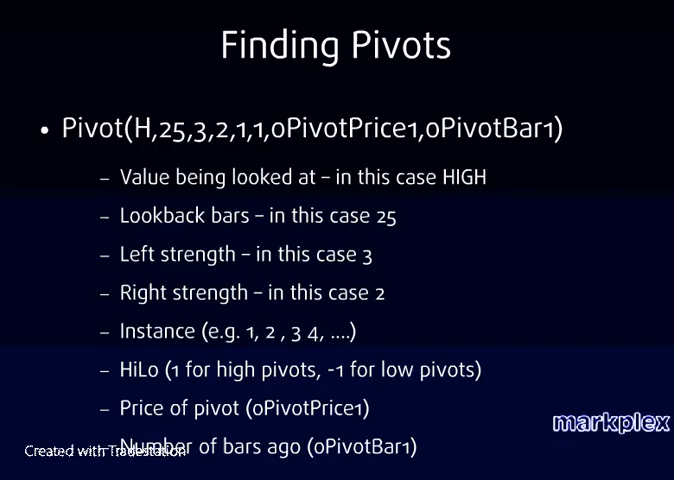 Finding Pivots
• Pivot(H,25,3,2,1,1,oPivotPrice1,oPivotBar1)
– Value being looked at – in this case HIGH
– Lookback bars – in this case 25
– Left strength – in this case 3
– Right strength – in this case 2
– Instance (e.g. 1, 2 , 3 4, ....)
– HiLo (1 for high pivots, -1 for low pivots)
– Price of pivot (oPivotPrice1)
markplex
– Number of bars ago (oPivotBar1)
Created with Tradestation